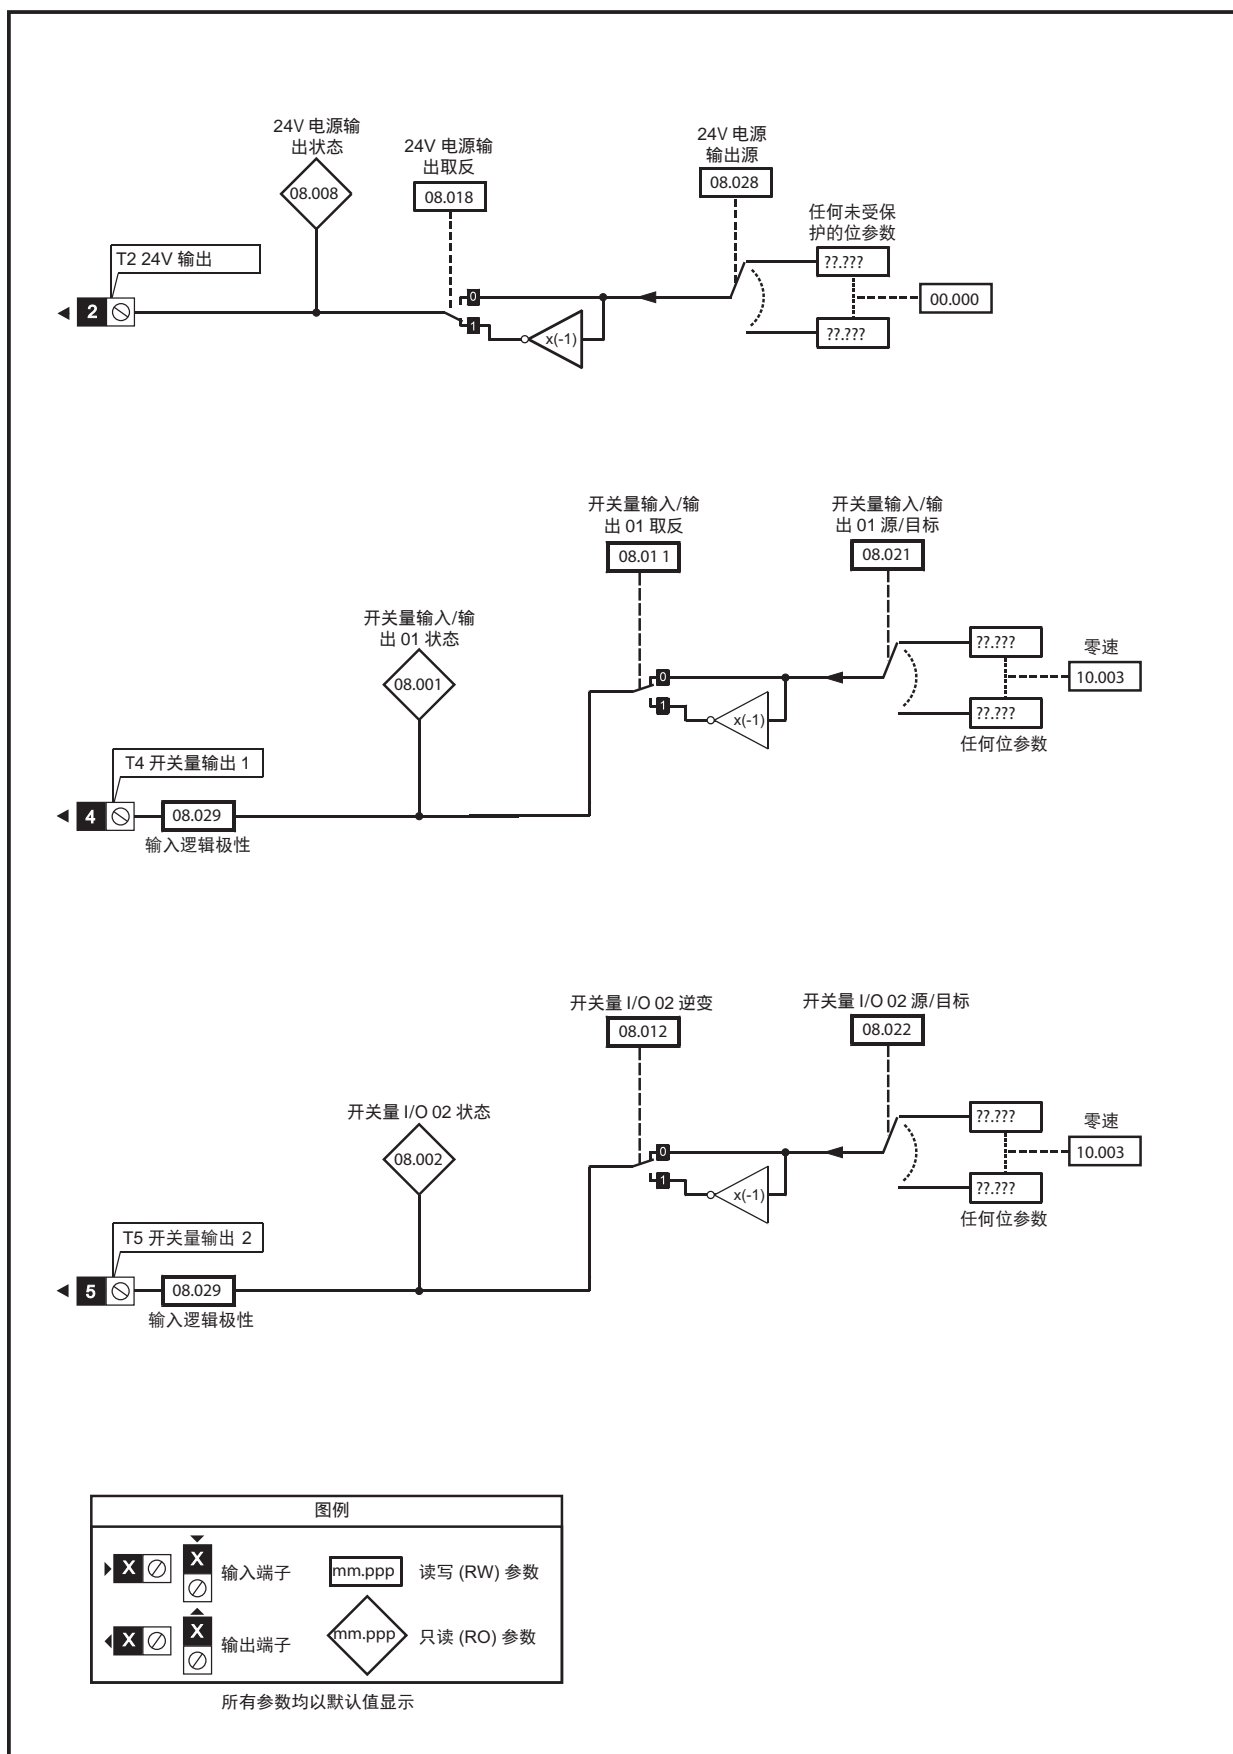 24V 电源输
出状态
08.008
24V 电源输
出取反
08.018
24V 电源
输出源
08.028
任何未受保
护的位参数
??.???
??.???
00.000
T2 24V 输出
2
0
1
x(-1)
开关量输入/输
出 01 取反
08.01 1
开关量输入/输
出 01 源/目标
08.021
开关量输入/输
出 01 状态
08.001
0
1
x(-1)
??.???
??.???
任何位参数
零速
10.003
T4 开关量输出 1
4
08.029
输入逻辑极性
开关量 I/O 02 逆变
08.012
开关量 I/O 02 源/目标
08.022
开关量 I/O 02 状态
08.002
0
1
x(-1)
??.???
??.???
任何位参数
零速
10.003
T5 开关量输出 2
5
08.029
输入逻辑极性
图例
X
X
输入端子
mm.ppp
读写 (RW) 参数
X
X
输出端子
mm.ppp
只读 (RO) 参数
所有参数均以默认值显示